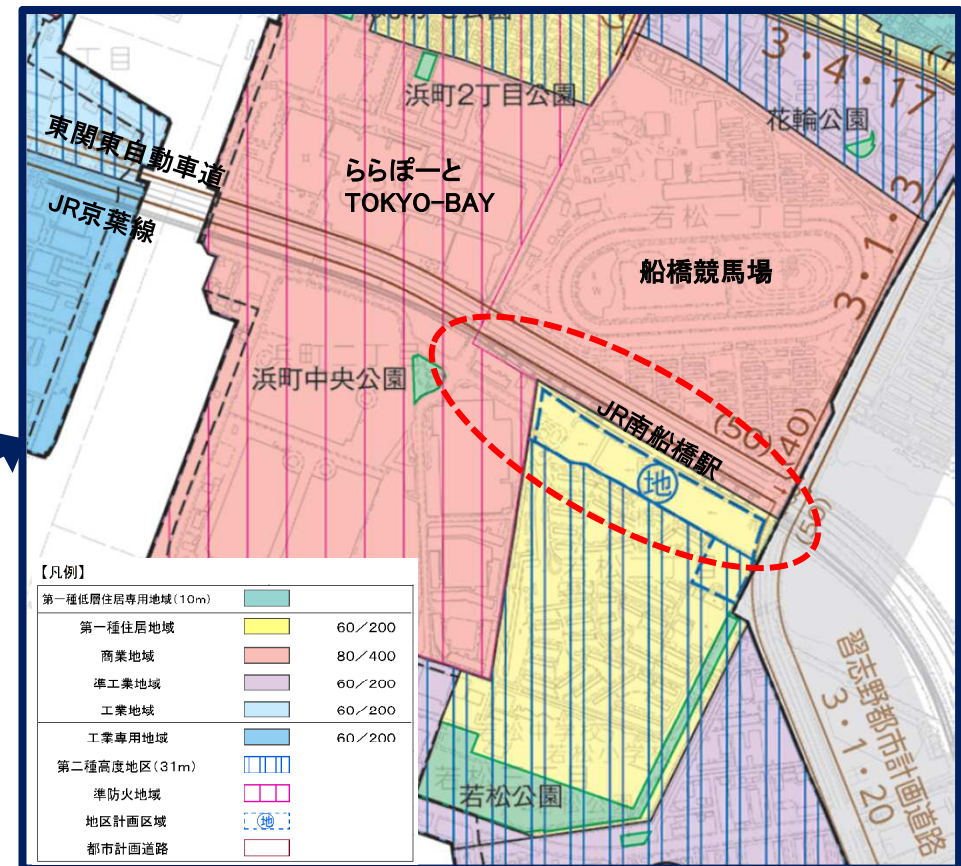 浜町2丁目公園
3・4・17
花輪公園
東関東自動車道
ららぽーと
TOKYO-BAY
JR京葉線
若松一丁目
船橋競馬場
3・1・3
浜町中央公園
JR南船橋駅
(50)
(40)
地
(50)
習志野都市計画道路
3・1・20
若松公園
【凡例】
第一種低層住居専用地域(10m)
第一種住居地域 60/200
商業地域 80/400
準工業地域 60/200
工業地域 60/200
工業専用地域 60/200
第二種高度地区(31m)
準防火地域
地区計画区域 地
都市計画道路